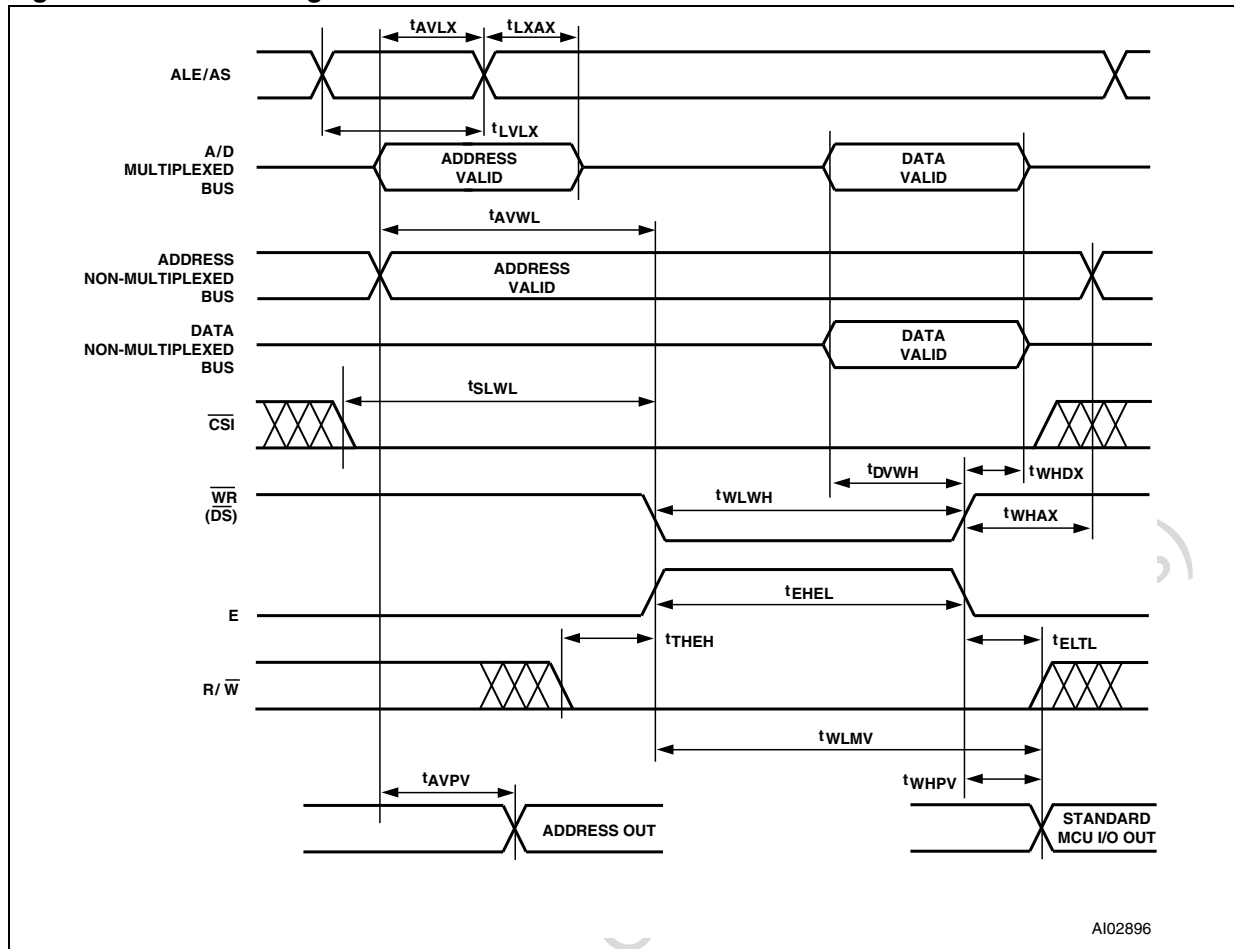 tAVLX
tLXAX
ALE/AS
tLVLX
A/D
MULTIPLEXED
BUS
ADDRESS
VALID
DATA
VALID
tAVWL
ADDRESS
NON-MULTIPLEXED
BUS
ADDRESS
VALID
DATA
NON-MULTIPLEXED
BUS
DATA
VALID
tSLWL
CSI
tDVWH
tWHDX
WR
(DS)
tWLWH
tWHAX
E
tEHEL
tTHEH
tELTL
R/W
tWLMV
tAVPV
tWHPV
ADDRESS OUT
STANDARD
MCU I/O OUT
AI02896